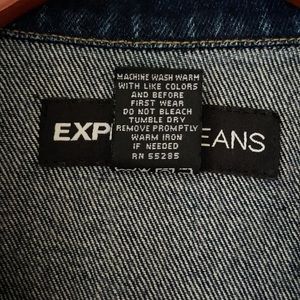 MACHINE WASH WARM
WITH LIKE COLORS
AND BEFORE
FIRST WEAR
DO NOT BLEACH
TUMBLE DRY
REMOVE PROMPTLY
WARM IRON
IF NEEDED
RN 55285
EXP EANS